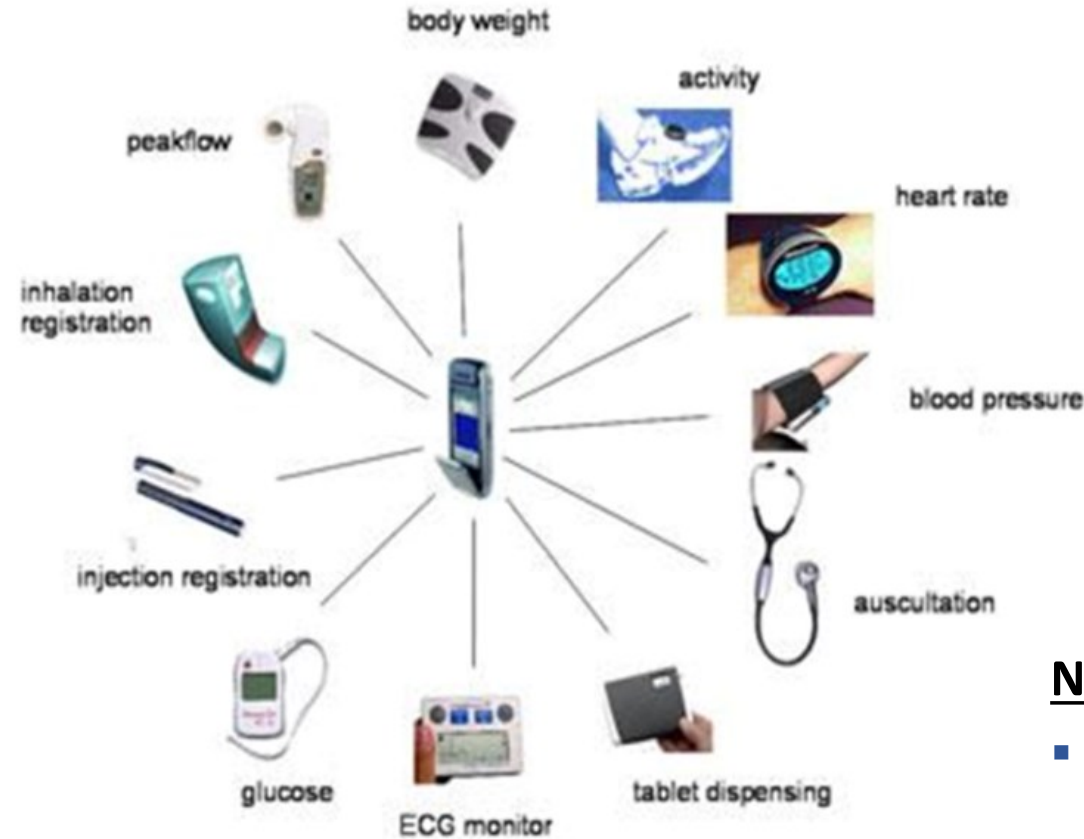 body weight
activity
peakflow
heart rate
inhalation
registration
blood pressure
injection registration
auscultation
N
glucose
tablet dispensing
ECG monitor